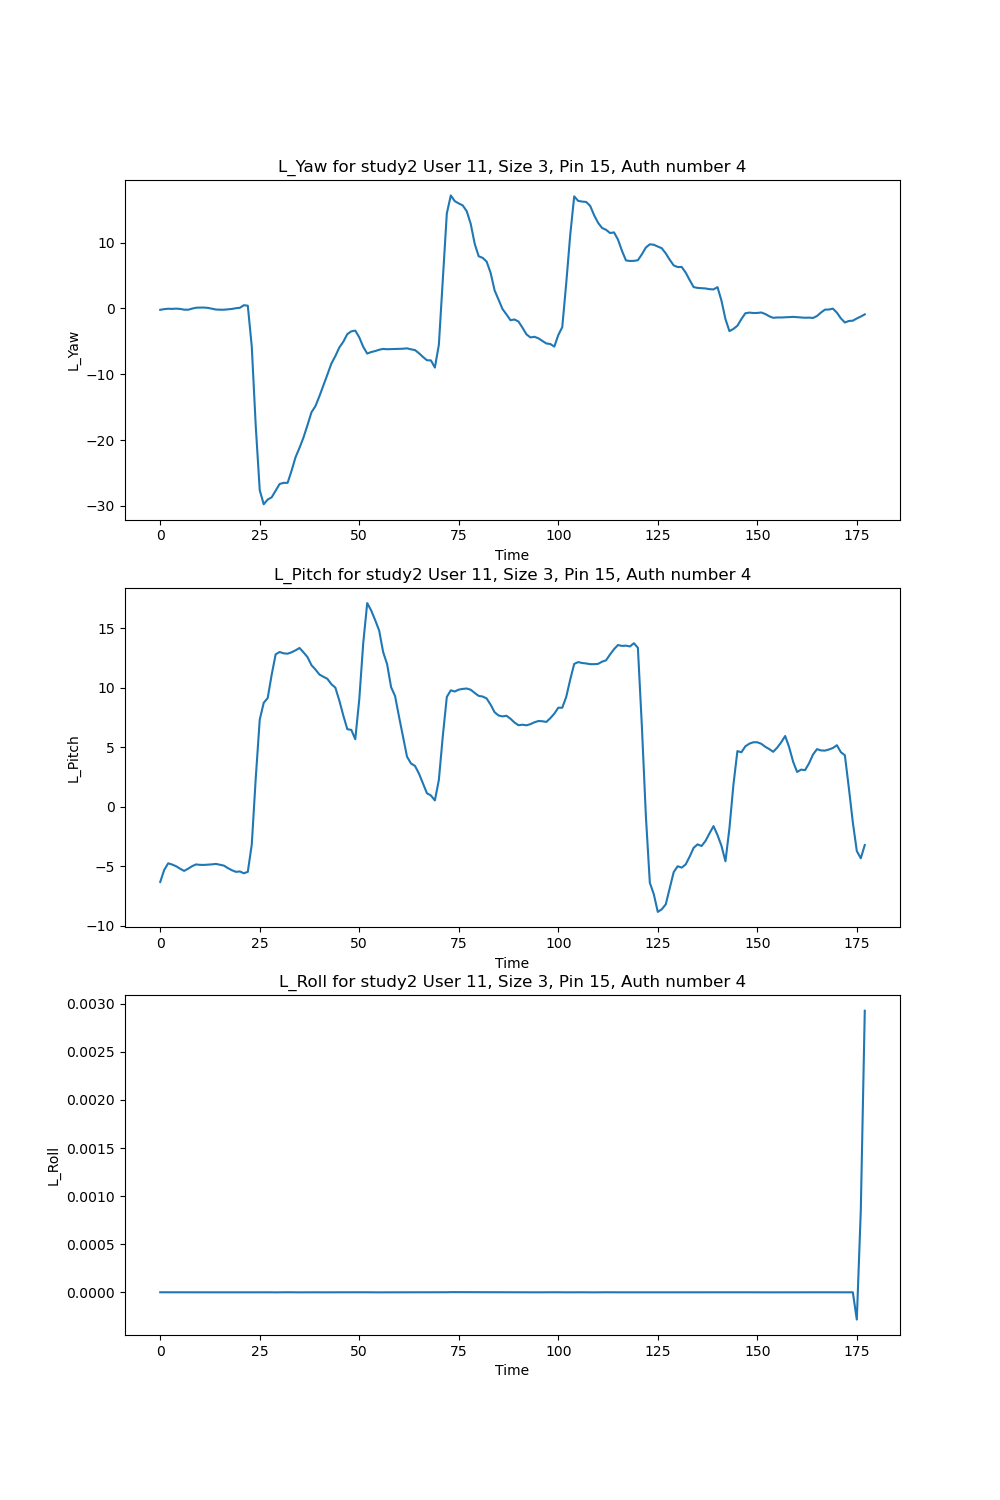 L_Yaw for study2 User 11, Size 3, Pin 15, Auth number 4
10
0
−10
−20
−30
L_Yaw
0 25 50 75 100 125 150 175
Time
L_Pitch for study2 User 11, Size 3, Pin 15, Auth number 4
15
10
5
0
−5
−10
L_Pitch
0 25 50 75 100 125 150 175
Time
L_Roll for study2 User 11, Size 3, Pin 15, Auth number 4
0.0030
0.0025
0.0020
0.0015
0.0010
0.0005
0.0000
L_Roll
0 25 50 75 100 125 150 175
Time